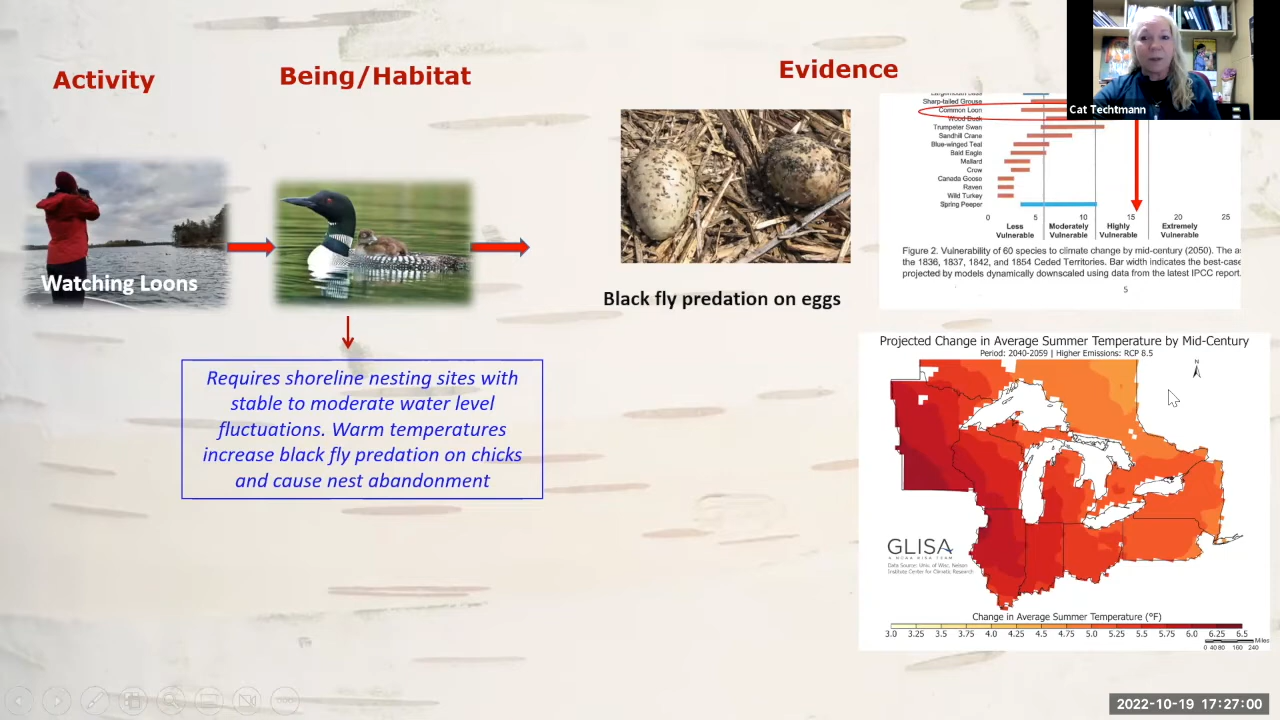 Activity
Being/Habitat
Evidence
Cat Techtmann
Watching Loons
Requires shoreline nesting sites with
stable to moderate water level
fluctuations. Warm temperatures
increase black fly predation on chicks
and cause nest abandonment
Black fly predation on eggs
Sharp-tailed Grouse
Common Loon
Wood Duck
Trumpeter Swan
Sandhill Crane
Blue-winged Teal
Bald Eagle
Mallard
Crow
Canada Goose
Raven
Wild Turkey
Spring Peeper
0 5 10 15 20 25
Less Moderately Highly Extremely
Vulnerable Vulnerable Vulnerable Vulnerable
Figure 2. Vulnerability of 60 species to climate change by mid-century (2050). The
the 1836, 1837, 1842, and 1854 Ceded Territories. Bar width indicates the best-case
projected by models dynamically downscaled using data from the latest IPCC report.
5
Projected Change in Average Summer Temperature by Mid-Century
Period: 2040-2059 | Higher Emissions: RCP 8.5
N
GLISA
A NOAA RISA TEAM
Data Source: Univ. of Wisc. Nelson
Institute Center for Climatic Research
Change in Average Summer Temperature (°F)
3.0 3.25 3.5 3.75 4.0 4.25 4.5 4.75 5.0 5.25 5.5 5.75 6.0 6.25 6.5
Miles
0 40 80 160 240
2022-10-19 17:27:00